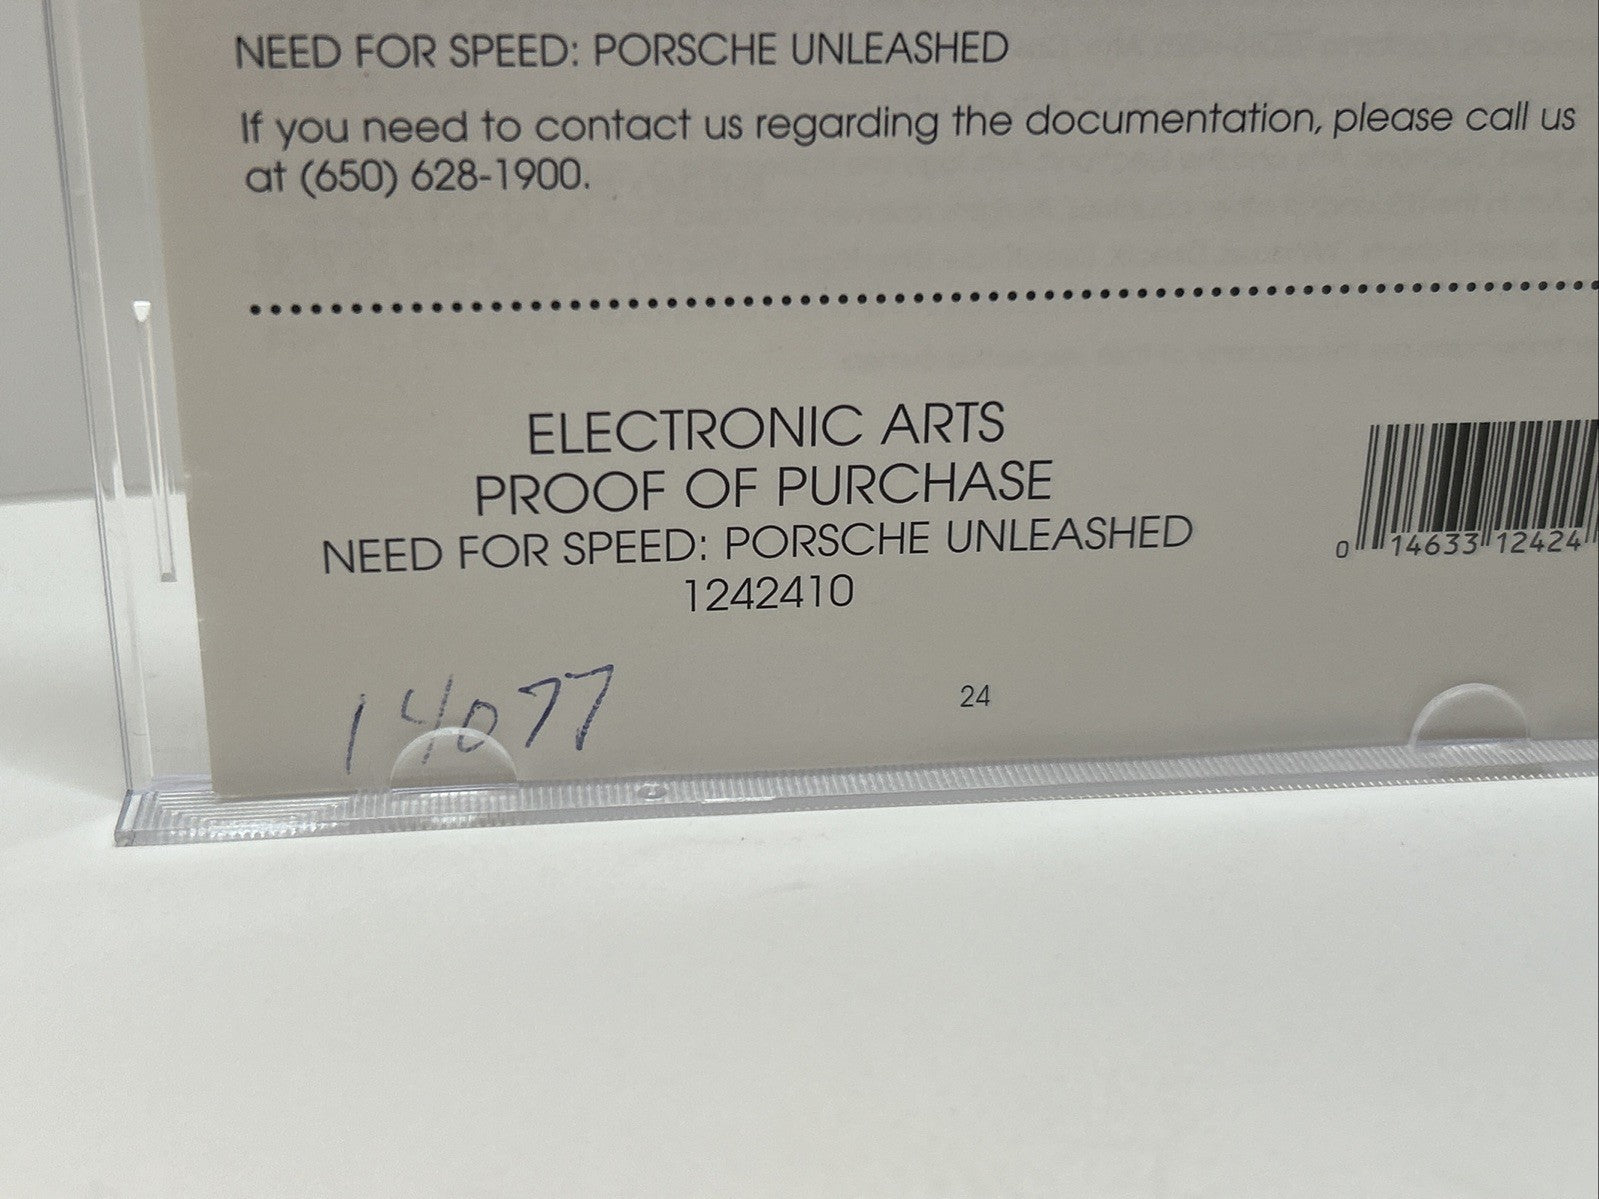 NEED FOR SPEED: PORSCHE UNLEASHED
If you need to contact us regarding the documentation, please call us
at (650) 628-1900.
ELECTRONIC ARTS
PROOF OF PURCHASE
NEED FOR SPEED: PORSCHE UNLEASHED
1242410
0 14633 12424
14077
24